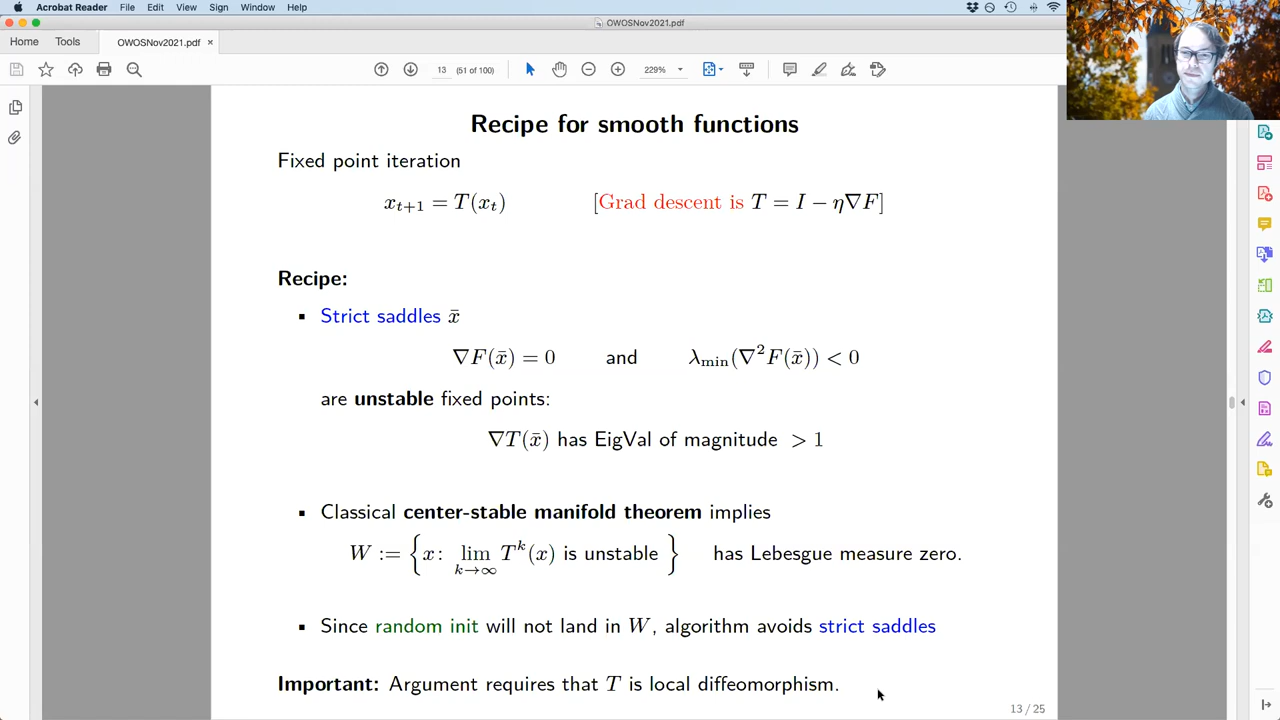 Acrobat Reader File Edit View Sign Window Help
OWOSNov2021.pdf
Home Tools OWOSNov2021.pdf ×
13 (51 of 100) 229%
Recipe for smooth functions
Fixed point iteration
x_{t+1} = T(x_t) [Grad descent is T = I − η∇F]
Recipe:
▪ Strict saddles x̄
∇F(x̄) = 0 and λ_min(∇²F(x̄)) < 0
are unstable fixed points:
∇T(x̄) has EigVal of magnitude > 1
▪ Classical center-stable manifold theorem implies
W := { x: lim_{k→∞} T^k(x) is unstable } has Lebesgue measure zero.
▪ Since random init will not land in W, algorithm avoids strict saddles
Important: Argument requires that T is local diffeomorphism.
13 / 25